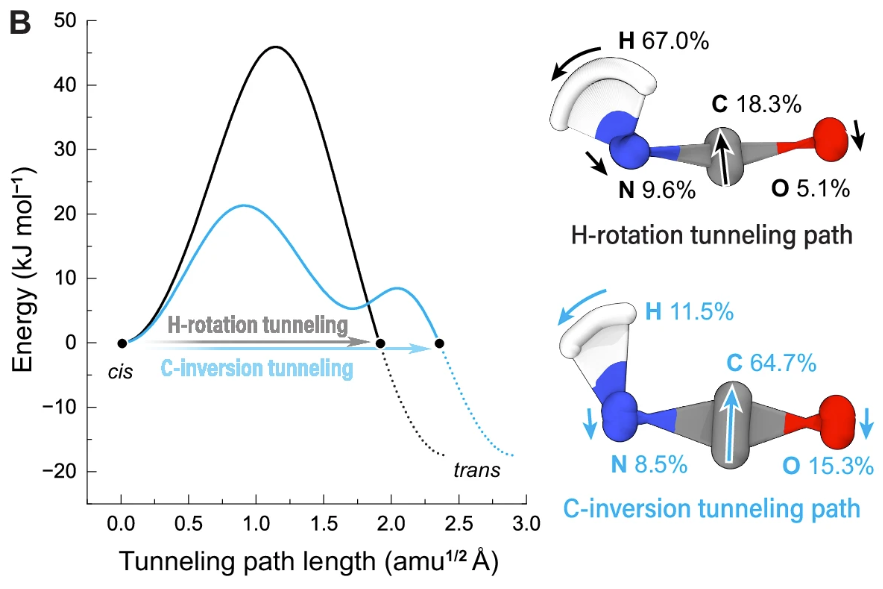 B
50
40
30
20
10
0
−10
−20
Energy (kJ mol⁻¹)
H-rotation tunneling
C-inversion tunneling
cis
trans
0.0 0.5 1.0 1.5 2.0 2.5 3.0
Tunneling path length (amu¹ᐟ² Å)
H 67.0%
C 18.3%
N 9.6%
O 5.1%
H-rotation tunneling path
H 11.5%
C 64.7%
N 8.5%
O 15.3%
C-inversion tunneling path